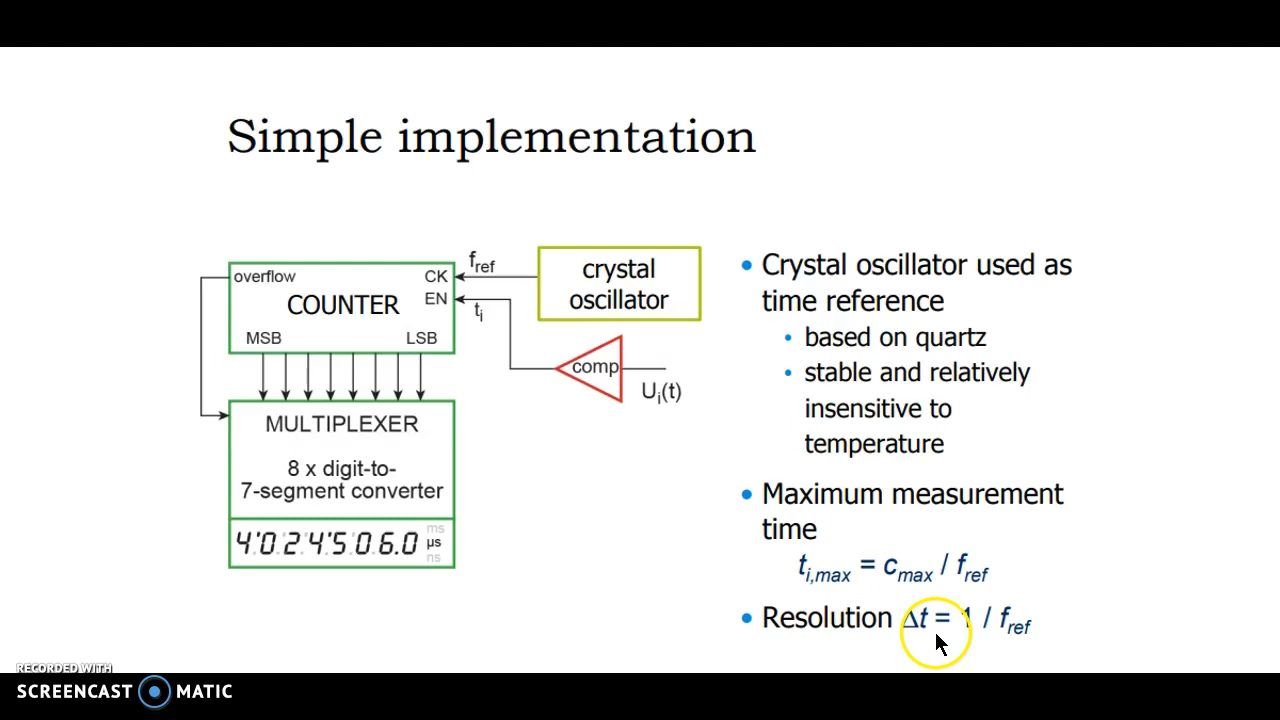 Simple implementation
overflow
CK
EN
COUNTER
MSB
LSB
f_ref
t_i
crystal
oscillator
comp
U_i(t)
MULTIPLEXER
8 x digit-to-
7-segment converter
4'0.2.4'5.0.6.0
ms
µs
ns
• Crystal oscillator used as
time reference
• based on quartz
• stable and relatively
insensitive to
temperature
• Maximum measurement
time
t_i,max = c_max / f_ref
• Resolution Δt = 1 / f_ref
RECORDED WITH
SCREENCAST MATIC